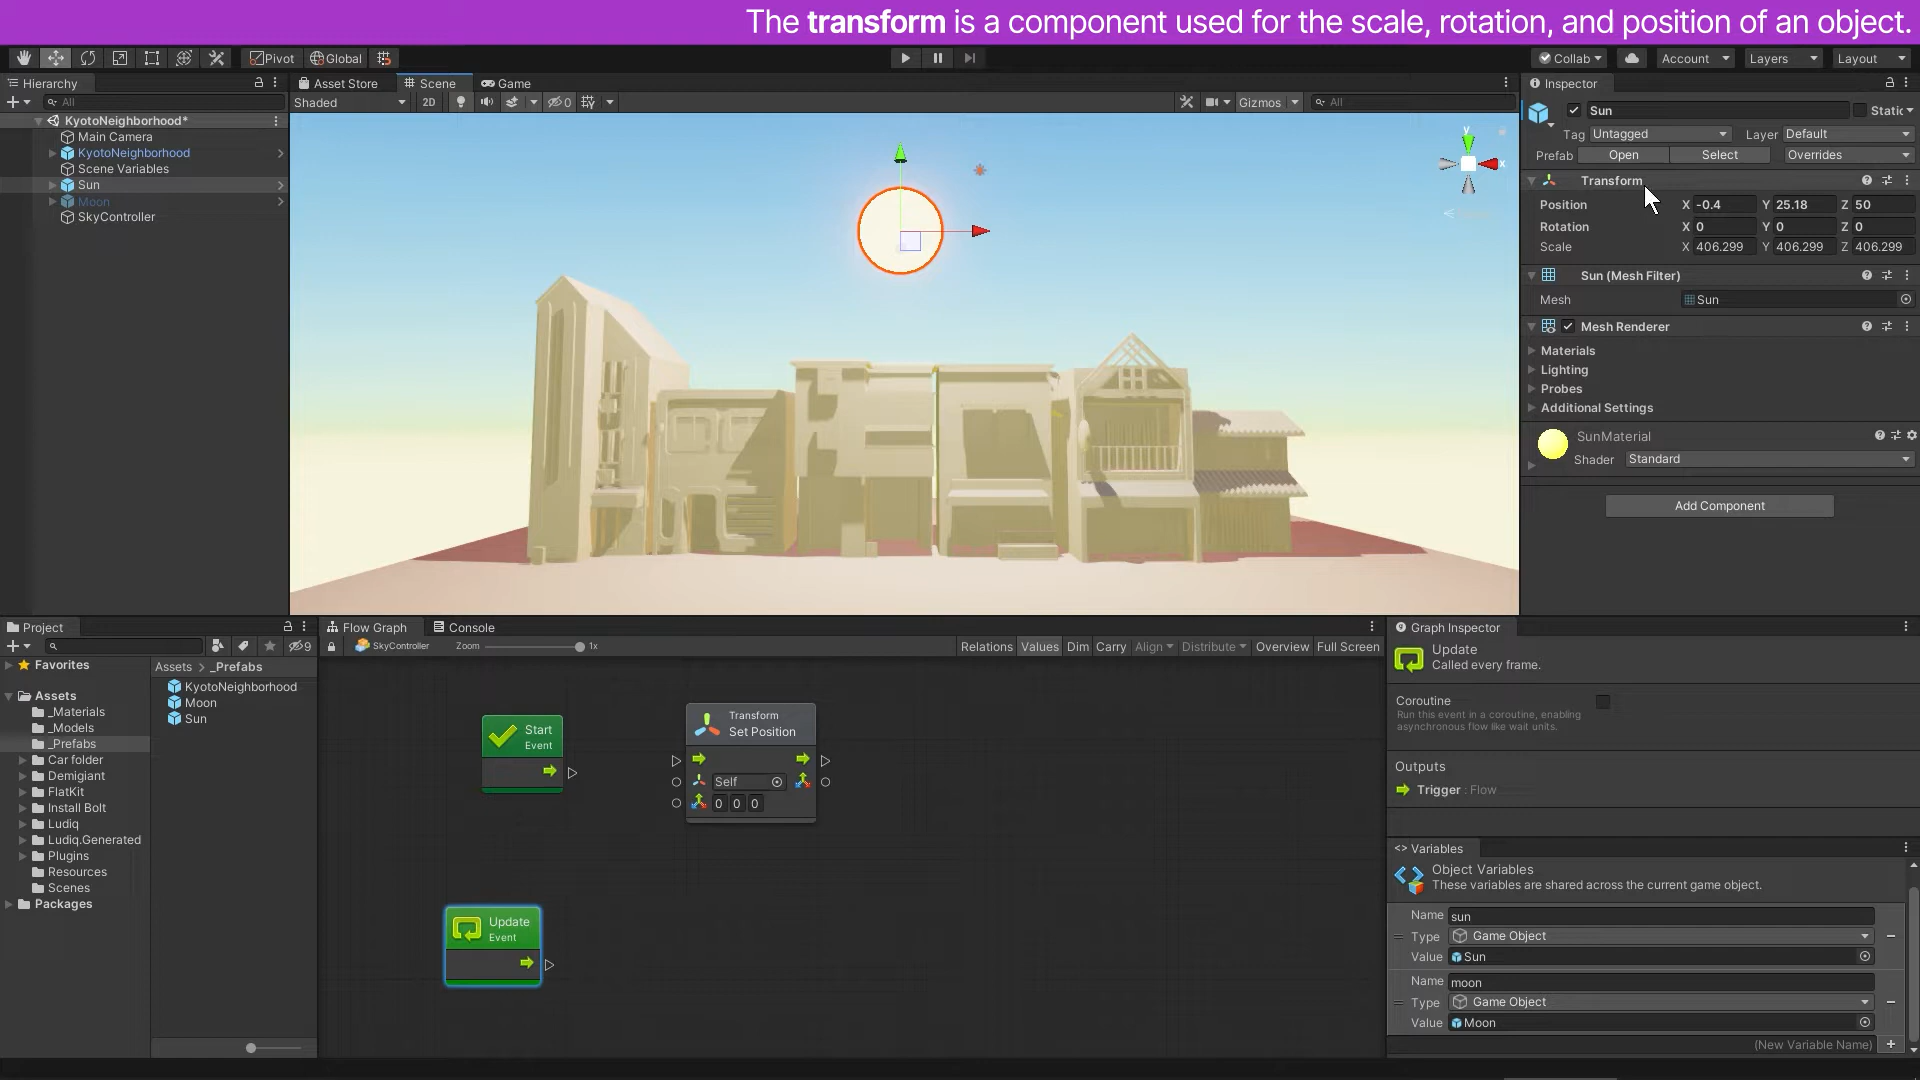 The transform is a component used for the scale, rotation, and position of an object.
Pivot Global Collab Account Layers Layout
Hierarchy
All
KyotoNeighborhood*
Main Camera
KyotoNeighborhood
Scene Variables
Sun
Moon
SkyController
Asset Store Scene Game
Shaded 2D 0 Gizmos All
y
x
Inspector
Sun Static
Tag Untagged Layer Default
Prefab Open Select Overrides
Transform
Position X -0.4 Y 25.18 Z 50
Rotation X 0 Y 0 Z 0
Scale X 406.299 Y 406.299 Z 406.299
Sun (Mesh Filter)
Mesh Sun
Mesh Renderer
Materials
Lighting
Probes
Additional Settings
SunMaterial
Shader Standard
Add Component
Project
9
Favorites
Assets
_Materials
_Models
_Prefabs
Car folder
Demigiant
FlatKit
Install Bolt
Ludiq
Ludiq.Generated
Plugins
Resources
Scenes
Packages
Assets > _Prefabs
KyotoNeighborhood
Moon
Sun
Flow Graph Console
SkyController Zoom 1x Relations Values Dim Carry Align Distribute Overview Full Screen
Start
Event
Transform
Set Position
Self
0 0 0
Update
Event
Graph Inspector
Update
Called every frame.
Coroutine
Run this event in a coroutine, enabling
asynchronous flow like wait units.
Outputs
Trigger : Flow
<> Variables
Object Variables
These variables are shared across the current game object.
Name sun
Type Game Object
Value Sun
Name moon
Type Game Object
Value Moon
(New Variable Name) +